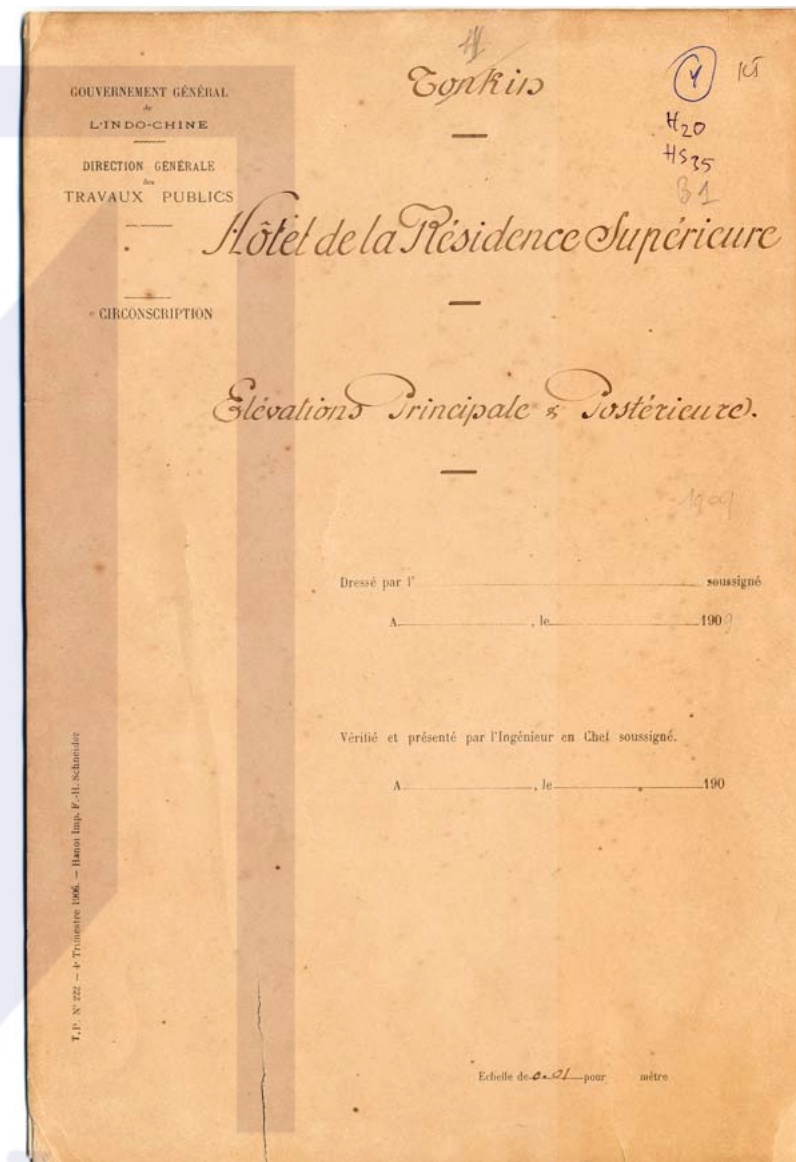 GOUVERNEMENT GÉNÉRAL
de
L'INDO-CHINE
DIRECTION GÉNÉRALE
des
TRAVAUX PUBLICS
CIRCONSCRIPTION
Tonkin
H20
HS35
B1
Hôtel de la Résidence Supérieure
Elévations Principale & Postérieure.
1909
Dressé par l' soussigné
A , le 1909
Vérifié et présenté par l'Ingénieur en Chef soussigné.
A , le 190
T.P. N° 222 — 4e Trimestre 1906. — Hanoi Imp. F.-H. Schneider
Echelle de 0.01 pour mètre